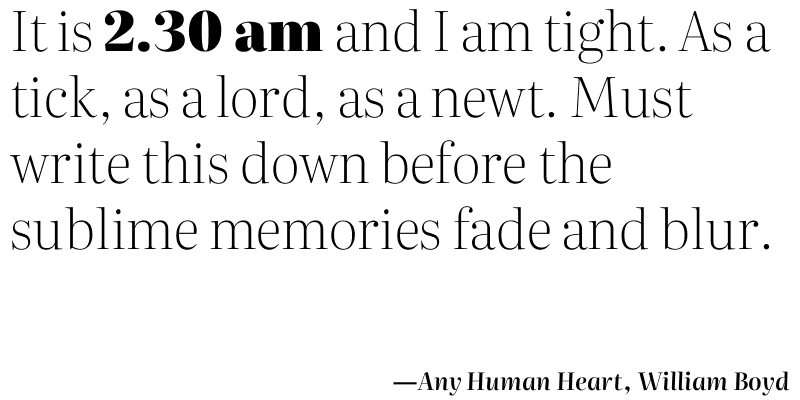 It is 2.30 am and I am tight. As a
tick, as a lord, as a newt. Must
write this down before the
sublime memories fade and blur.
—Any Human Heart, William Boyd